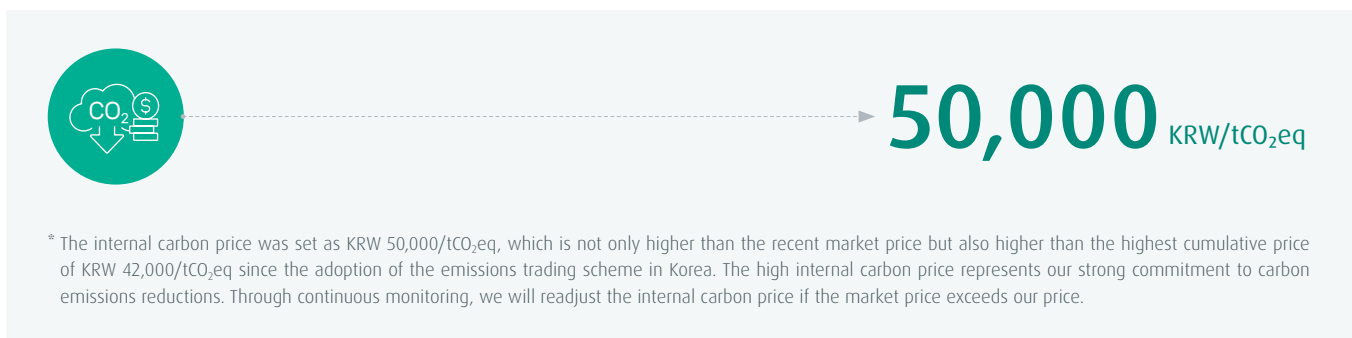 CO₂ $
50,000 KRW/tCO₂eq
* The internal carbon price was set as KRW 50,000/tCO₂eq, which is not only higher than the recent market price but also higher than the highest cumulative price
of KRW 42,000/tCO₂eq since the adoption of the emissions trading scheme in Korea. The high internal carbon price represents our strong commitment to carbon
emissions reductions. Through continuous monitoring, we will readjust the internal carbon price if the market price exceeds our price.